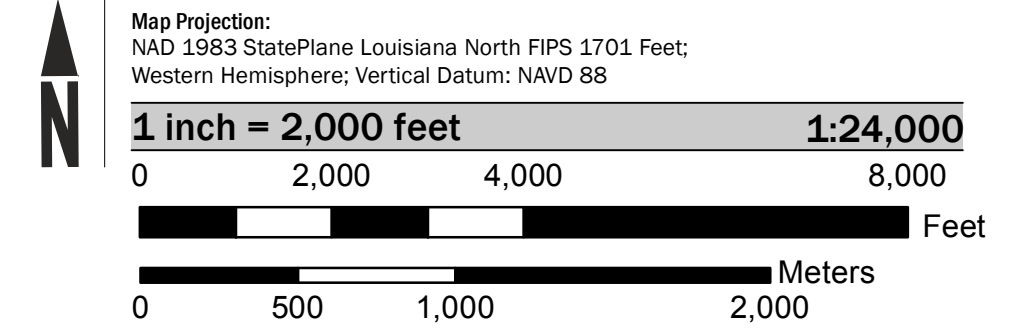 Map Projection:
NAD 1983 StatePlane Louisiana North FIPS 1701 Feet;
Western Hemisphere; Vertical Datum: NAVD 88
N
1 inch = 2,000 feet 1:24,000
0 2,000 4,000 8,000
Feet
Meters
0 500 1,000 2,000